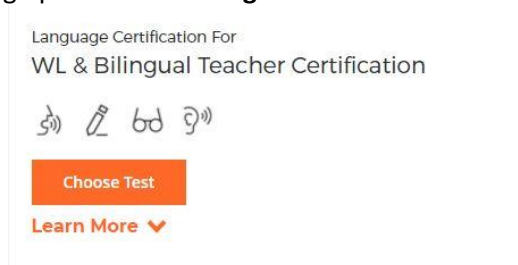 Language Certification For
WL & Bilingual Teacher Certification
Choose Test
Learn More